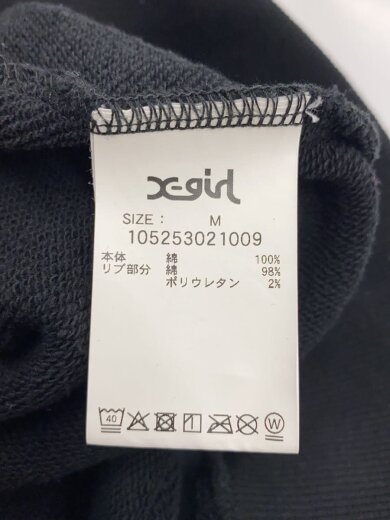 X-girl
SIZE: M
105253021009
本体 綿 100%
リブ部分 綿 98%
ポリウレタン 2%
40
W